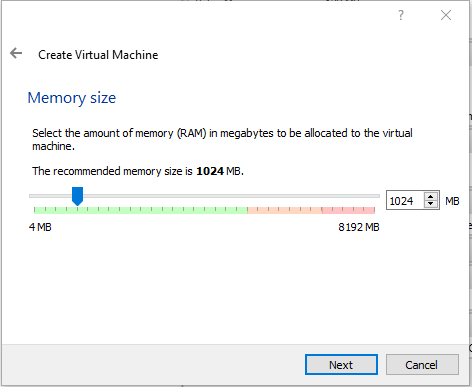 Create Virtual Machine
Memory size
Select the amount of memory (RAM) in megabytes to be allocated to the virtual
machine.
The recommended memory size is 1024 MB.
1024 MB
4 MB 8192 MB
Next Cancel